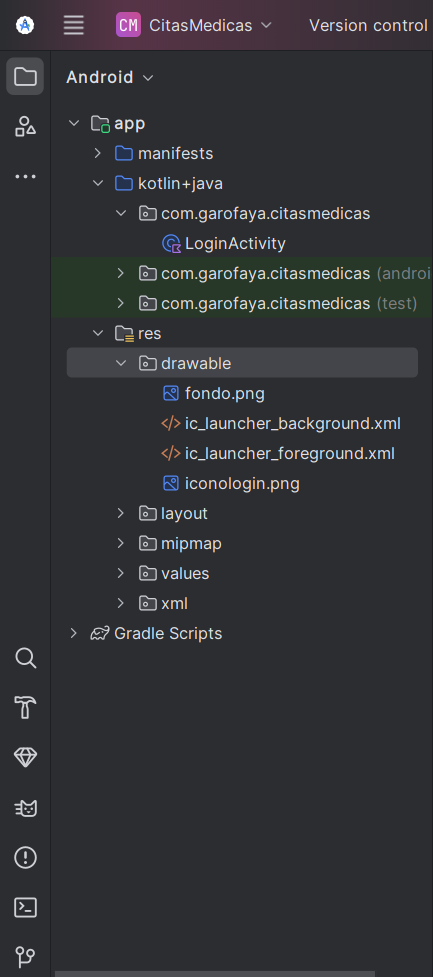 CM CitasMedicas Version control
Android
app
manifests
kotlin+java
com.garofaya.citasmedicas
LoginActivity
com.garofaya.citasmedicas (androi
com.garofaya.citasmedicas (test)
res
drawable
fondo.png
</> ic_launcher_background.xml
</> ic_launcher_foreground.xml
iconologin.png
layout
mipmap
values
xml
Gradle Scripts